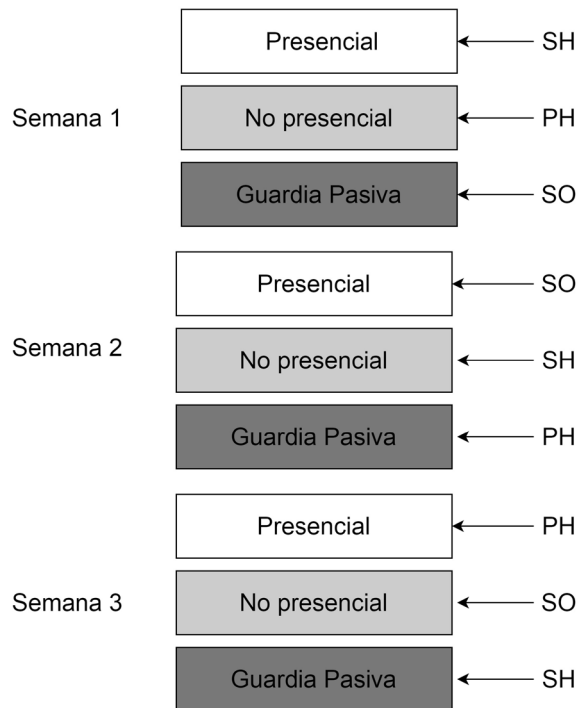 Presencial SH
Semana 1 No presencial PH
Guardia Pasiva SO
Presencial SO
Semana 2 No presencial SH
Guardia Pasiva PH
Presencial PH
Semana 3 No presencial SO
Guardia Pasiva SH